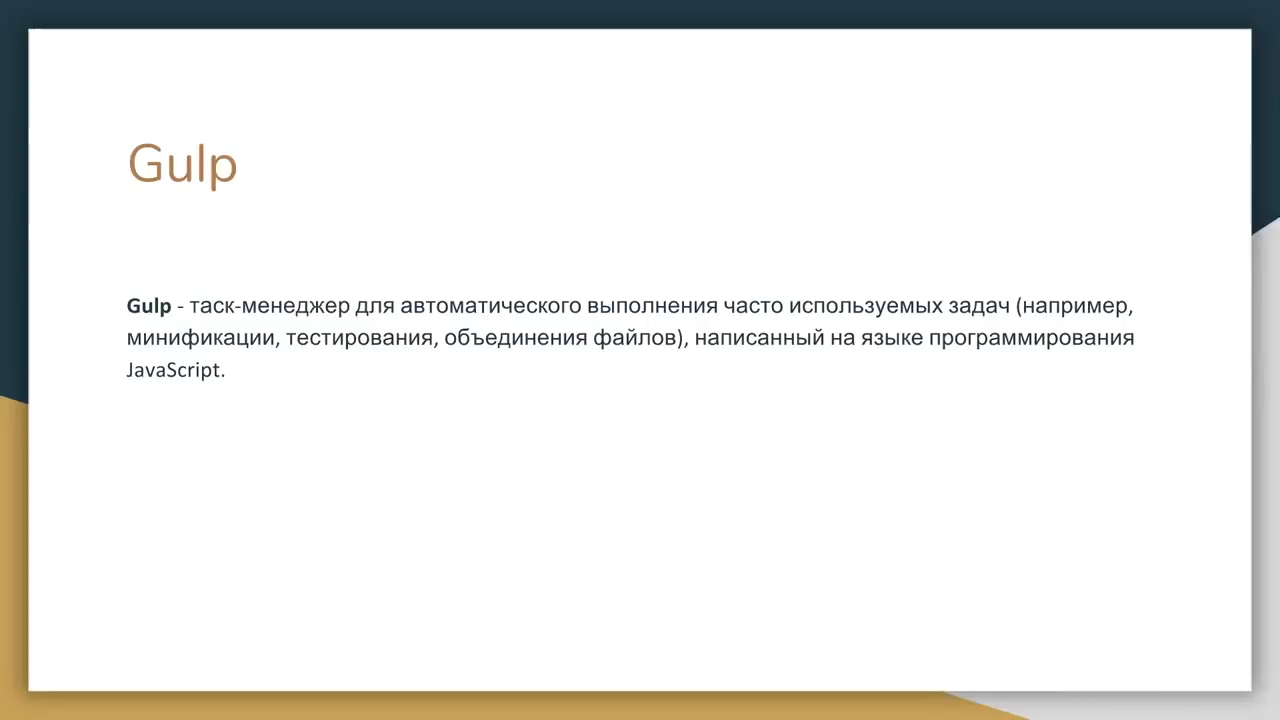 Gulp
Gulp - таск-менеджер для автоматического выполнения часто используемых задач (например,
минификации, тестирования, объединения файлов), написанный на языке программирования
JavaScript.